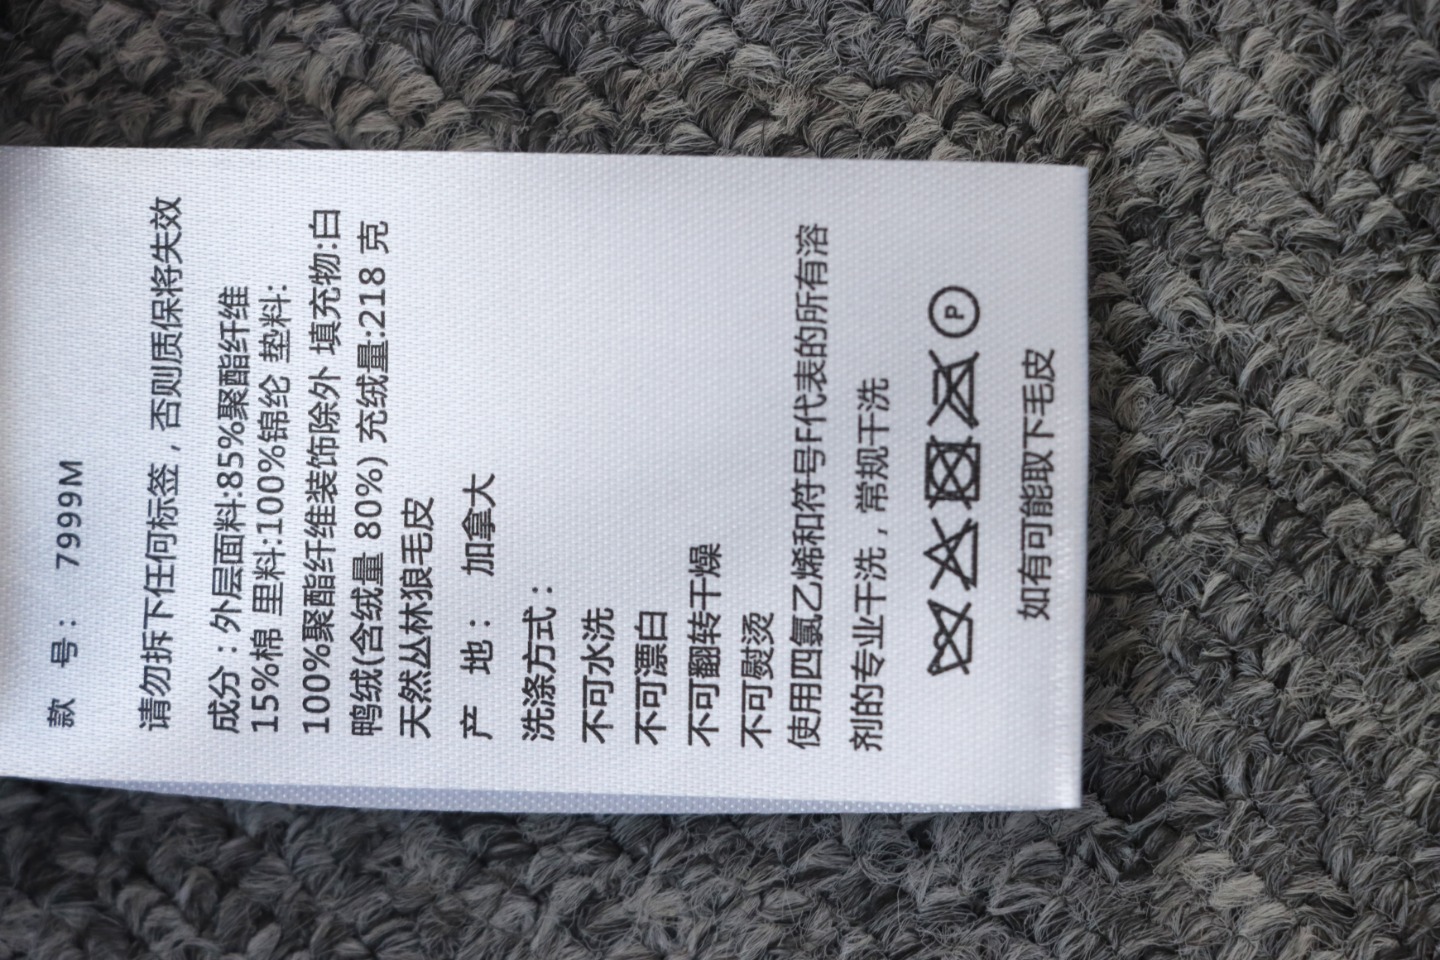 款 号： 7999M
请勿拆下任何标签，否则质保将失效
成分：外层面料:85%聚酯纤维
15%棉 里料:100%锦纶 垫料:
100%聚酯纤维装饰除外 填充物:白
鸭绒(含绒量 80%) 充绒量:218 克
天然丛林狼毛皮
产 地： 加拿大
洗涤方式：
不可水洗
不可漂白
不可翻转干燥
不可熨烫
使用四氯乙烯和符号F代表的所有溶
剂的专业干洗，常规干洗
P
如有可能取下毛皮